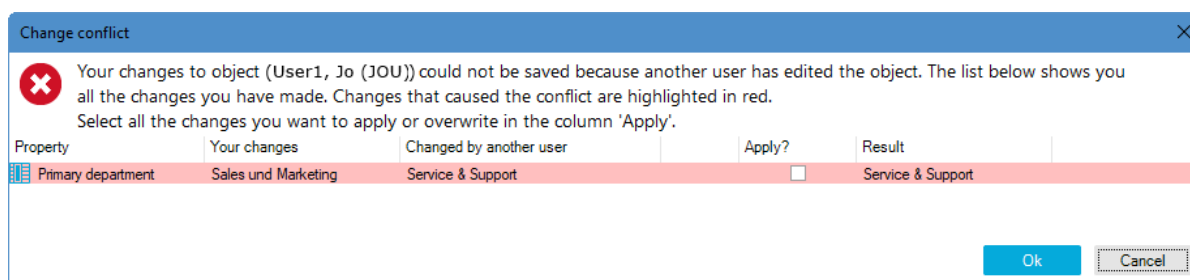 Change conflict
Your changes to object (User1, Jo (JOU)) could not be saved because another user has edited the object. The list below shows you
all the changes you have made. Changes that caused the conflict are highlighted in red.
Select all the changes you want to apply or overwrite in the column 'Apply'.
Property Your changes Changed by another user Apply? Result
Primary department Sales und Marketing Service & Support Service & Support
Ok Cancel